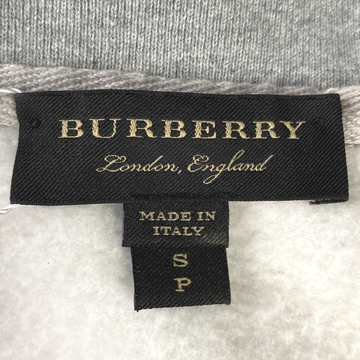 BURBERRY
London, England
MADE IN
ITALY
S
P